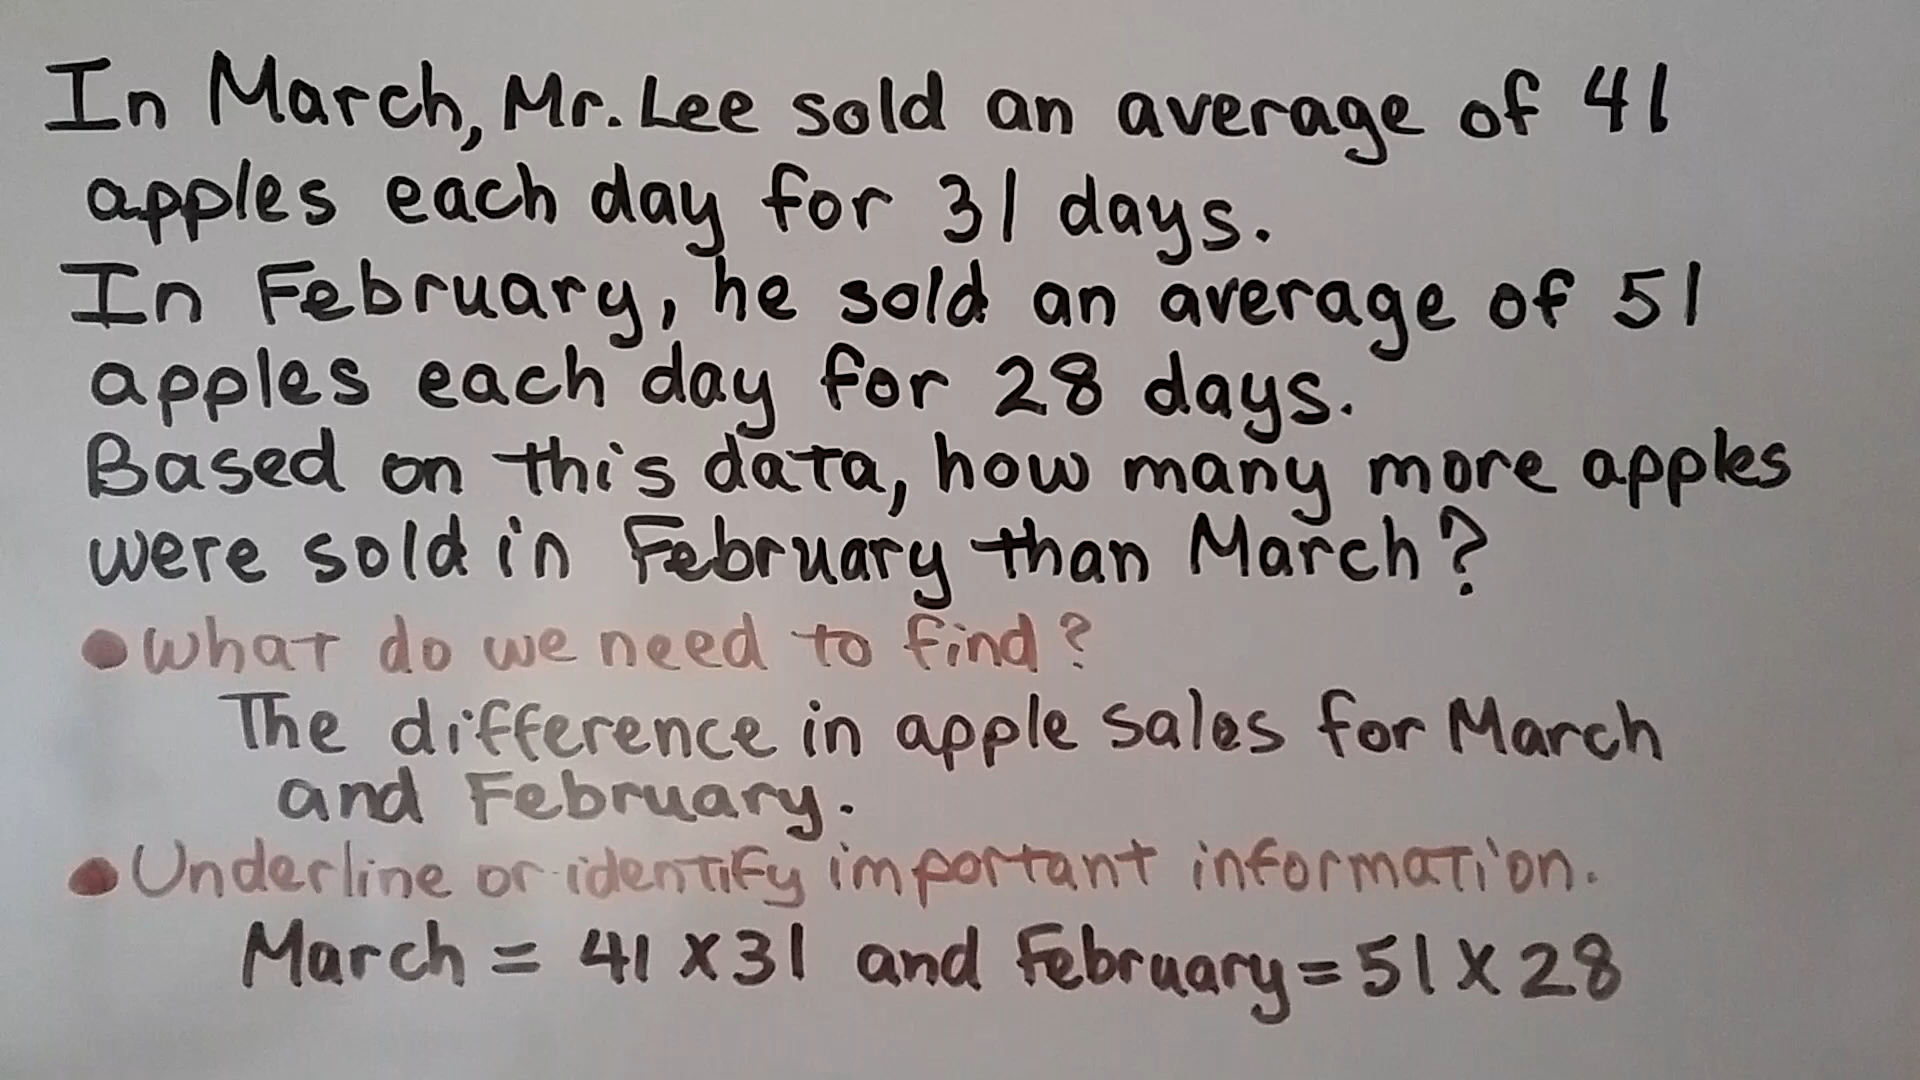 In March, Mr. Lee sold an average of 41
apples each day for 31 days.
In February, he sold an average of 51
apples each day for 28 days.
Based on this data, how many more apples
were sold in February than March?
• What do we need to find?
The difference in apple sales for March
and February.
• Underline or identify important information.
March = 41 x 31 and February = 51 x 28